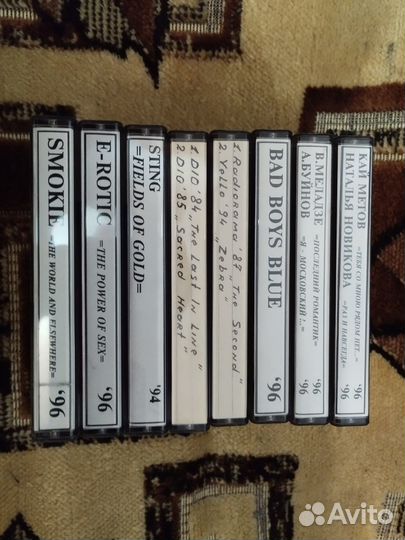 SMOKIE =THE WORLD AND ELSEWHERE= '96
E-ROTIC =THE POWER OF SEX= '96
STING
=FIELDS OF GOLD= '94
1. DIO '84 „The Last In Line"
2 DIO '85 „Sacred Heart"
1. Radiorama '87 „The Second"
2 Yello '94 „Zebra"
BAD BOYS BLUE '96
В.МЕЛАДЗЕ =ПОСЛЕДНИЙ РОМАНТИК= '96
А.БУЙНОВ =Я - МОСКОВСКИЙ !..= '96
КАЙ МЕТОВ =ТЕБЯ СО МНОЮ РЯДОМ НЕТ...= '96
НАТАЛЬЯ НОВИКОВА =РАЗ И НАВСЕГДА= '96
Avito